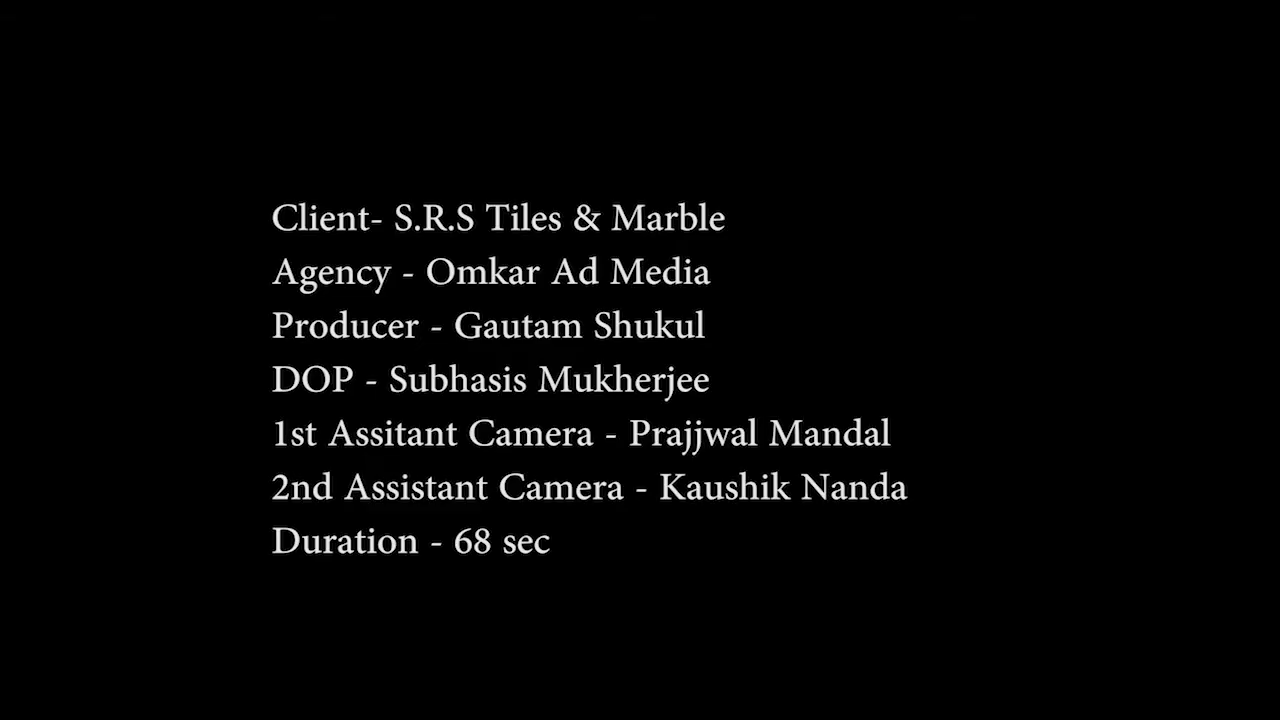 Client- S.R.S Tiles & Marble
Agency - Omkar Ad Media
Producer - Gautam Shukul
DOP - Subhasis Mukherjee
1st Assitant Camera - Prajjwal Mandal
2nd Assistant Camera - Kaushik Nanda
Duration - 68 sec